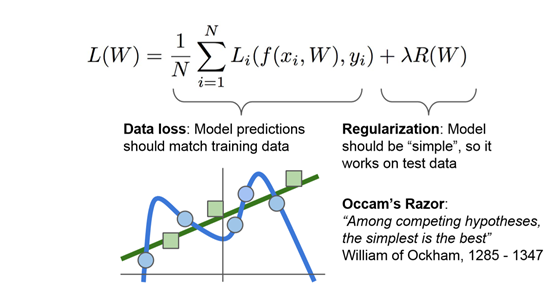 L(W) = \frac{1}{N} \sum_{i=1}^{N} L_i(f(x_i, W), y_i) + λR(W)
Data loss: Model predictions
should match training data
Regularization: Model
should be “simple”, so it
works on test data
Occam’s Razor:
“Among competing hypotheses,
the simplest is the best”
William of Ockham, 1285 - 1347